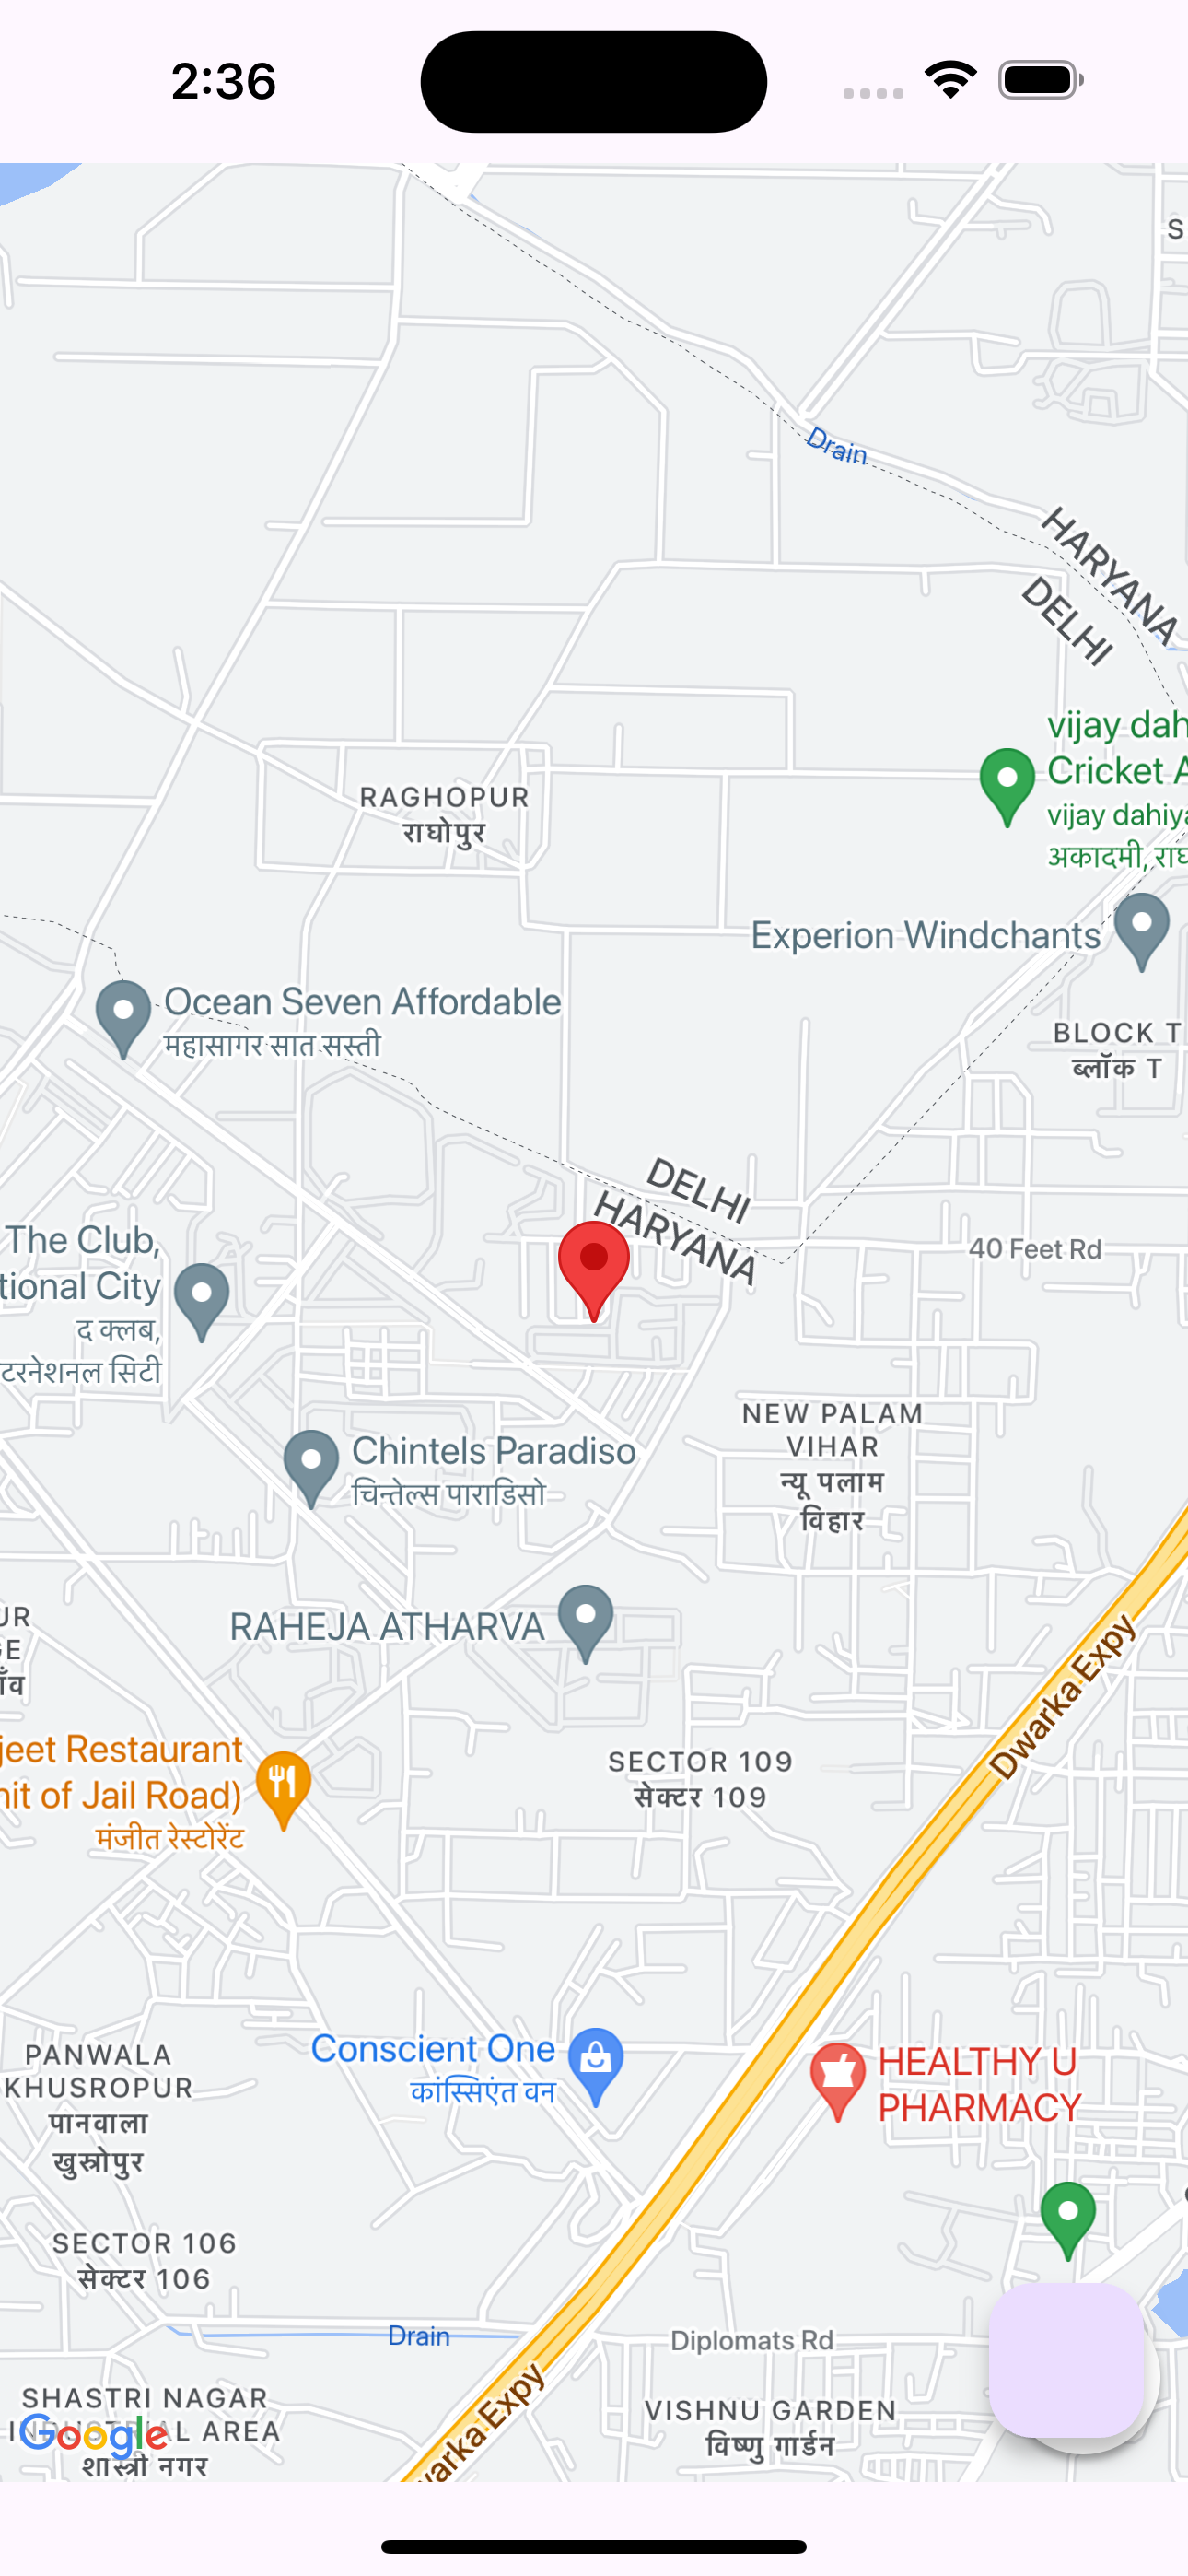 2:36
S
Drain
HARYANA
DELHI
vijay dah
Cricket A
vijay dahiya
अकादमी, राघ
RAGHOPUR
राघोपुर
Experion Windchants
Ocean Seven Affordable
महासागर सात सस्ती
BLOCK T
ब्लॉक T
DELHI
HARYANA
The Club,
tional City
द क्लब,
टरनेशनल सिटी
40 Feet Rd
NEW PALAM
VIHAR
न्यू पलाम
विहार
Chintels Paradiso
चिन्तेल्स पाराडिसो
RAHEJA ATHARVA
UR
GE
ाँव
Dwarka Expy
jeet Restaurant
nit of Jail Road)
मंजीत रेस्टोरेंट
SECTOR 109
सेक्टर 109
Conscient One
कांस्सिएंत वन
HEALTHY U
PHARMACY
PANWALA
KHUSROPUR
पानवाला
खुस्रोपुर
SECTOR 106
सेक्टर 106
Drain
Diplomats Rd
warka Expy
SHASTRI NAGAR
INDUSTRIAL AREA
शास्त्री नगर
Google
VISHNU GARDEN
विष्णु गार्डन